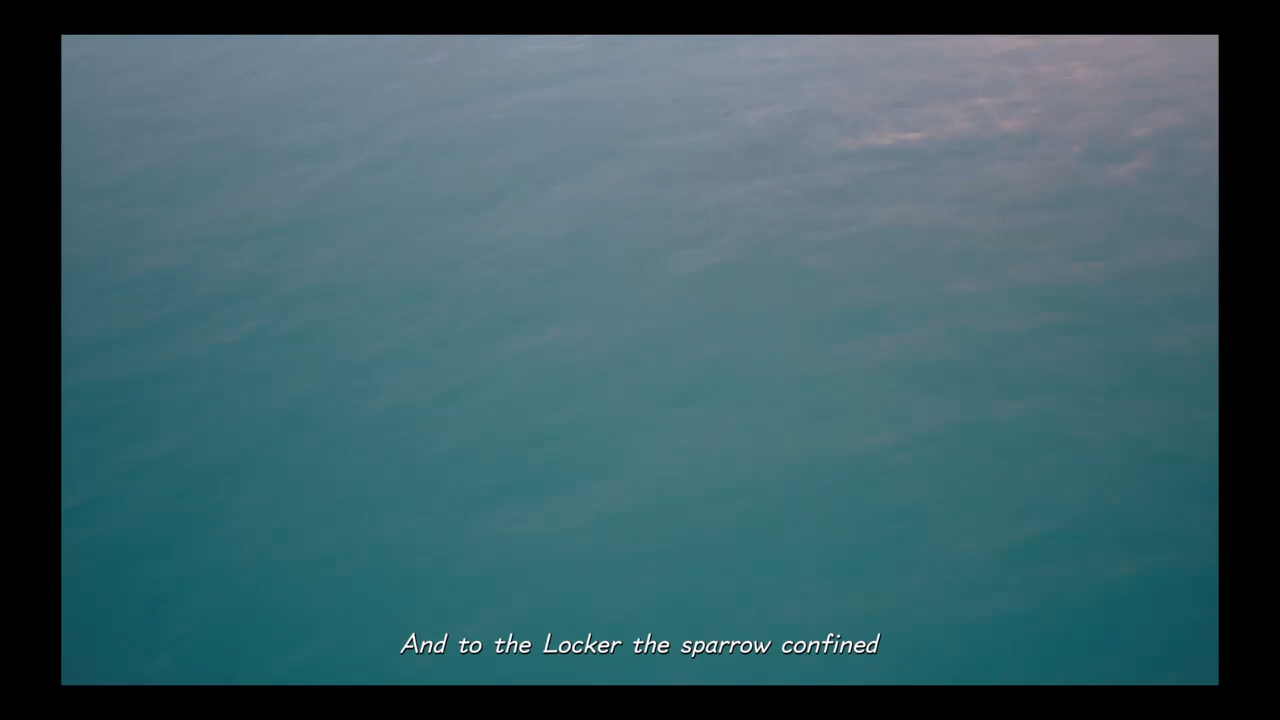 And to the Locker the sparrow confined